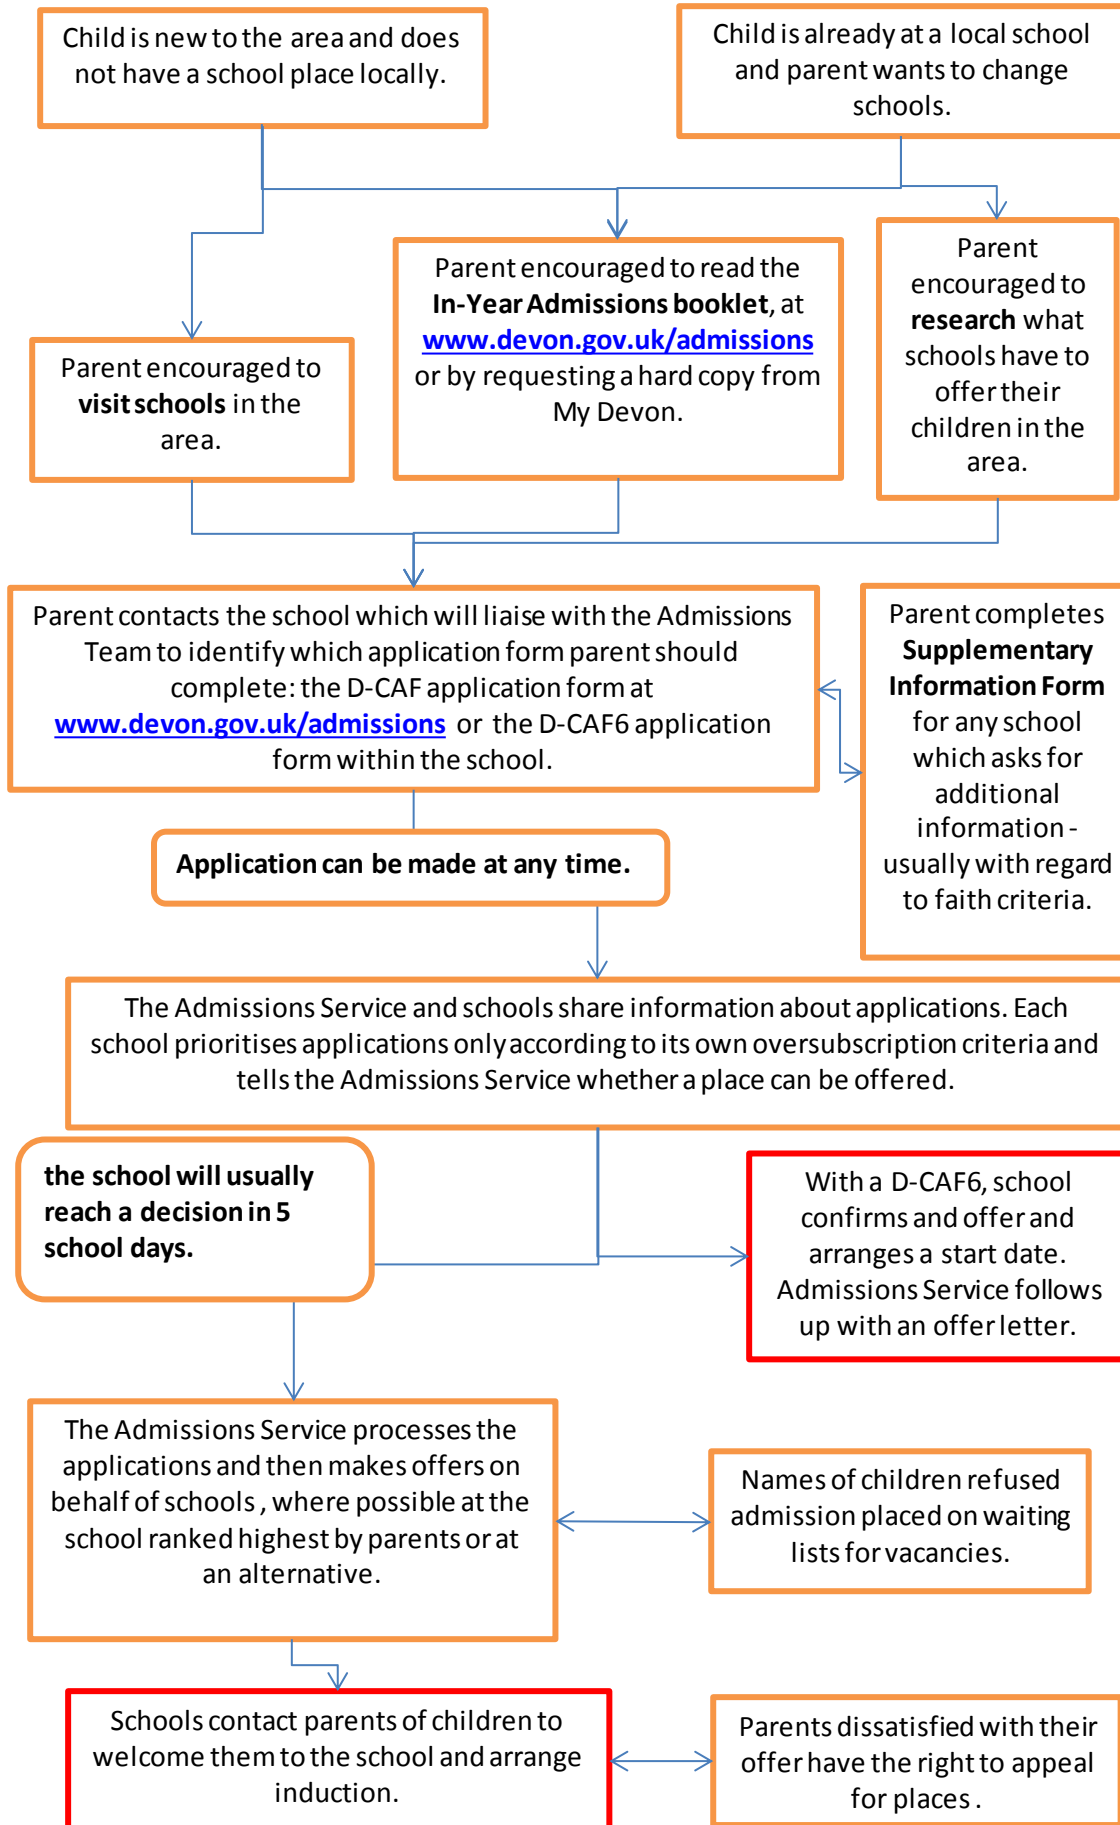 Child is new to the area and does
not have a school place locally.
Child is already at a local school
and parent wants to change
schools.
Parent encouraged to
visit schools in the
area.
Parent encouraged to read the
In-Year Admissions booklet, at
www.devon.gov.uk/admissions
or by requesting a hard copy from
My Devon.
Parent
encouraged to
research what
schools have to
offer their
children in the
area.
Parent contacts the school which will liaise with the Admissions
Team to identify which application form parent should
complete: the D-CAF application form at
www.devon.gov.uk/admissions or the D-CAF6 application
form within the school.
Parent completes
Supplementary
Information Form
for any school
which asks for
additional
information -
usually with regard
to faith criteria.
Application can be made at any time.
The Admissions Service and schools share information about applications. Each
school prioritises applications only according to its own oversubscription criteria and
tells the Admissions Service whether a place can be offered.
the school will usually
reach a decision in 5
school days.
With a D-CAF6, school
confirms and offer and
arranges a start date.
Admissions Service follows
up with an offer letter.
The Admissions Service processes the
applications and then makes offers on
behalf of schools , where possible at the
school ranked highest by parents or at
an alternative.
Names of children refused
admission placed on waiting
lists for vacancies.
Schools contact parents of children to
welcome them to the school and arrange
induction.
Parents dissatisfied with their
offer have the right to appeal
for places .